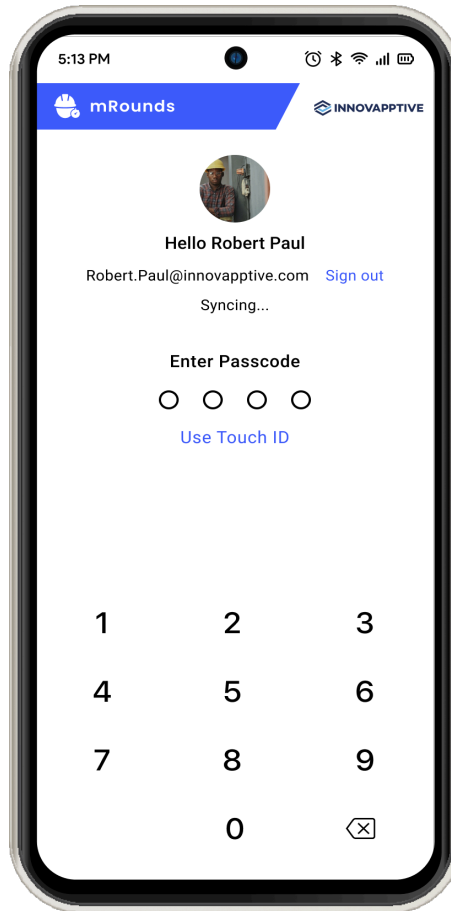 5:13 PM
mRounds
INNOVAPPTIVE
Hello Robert Paul
Robert.Paul@innovapptive.com Sign out
Syncing...
Enter Passcode
Use Touch ID
1 2 3
4 5 6
7 8 9
0